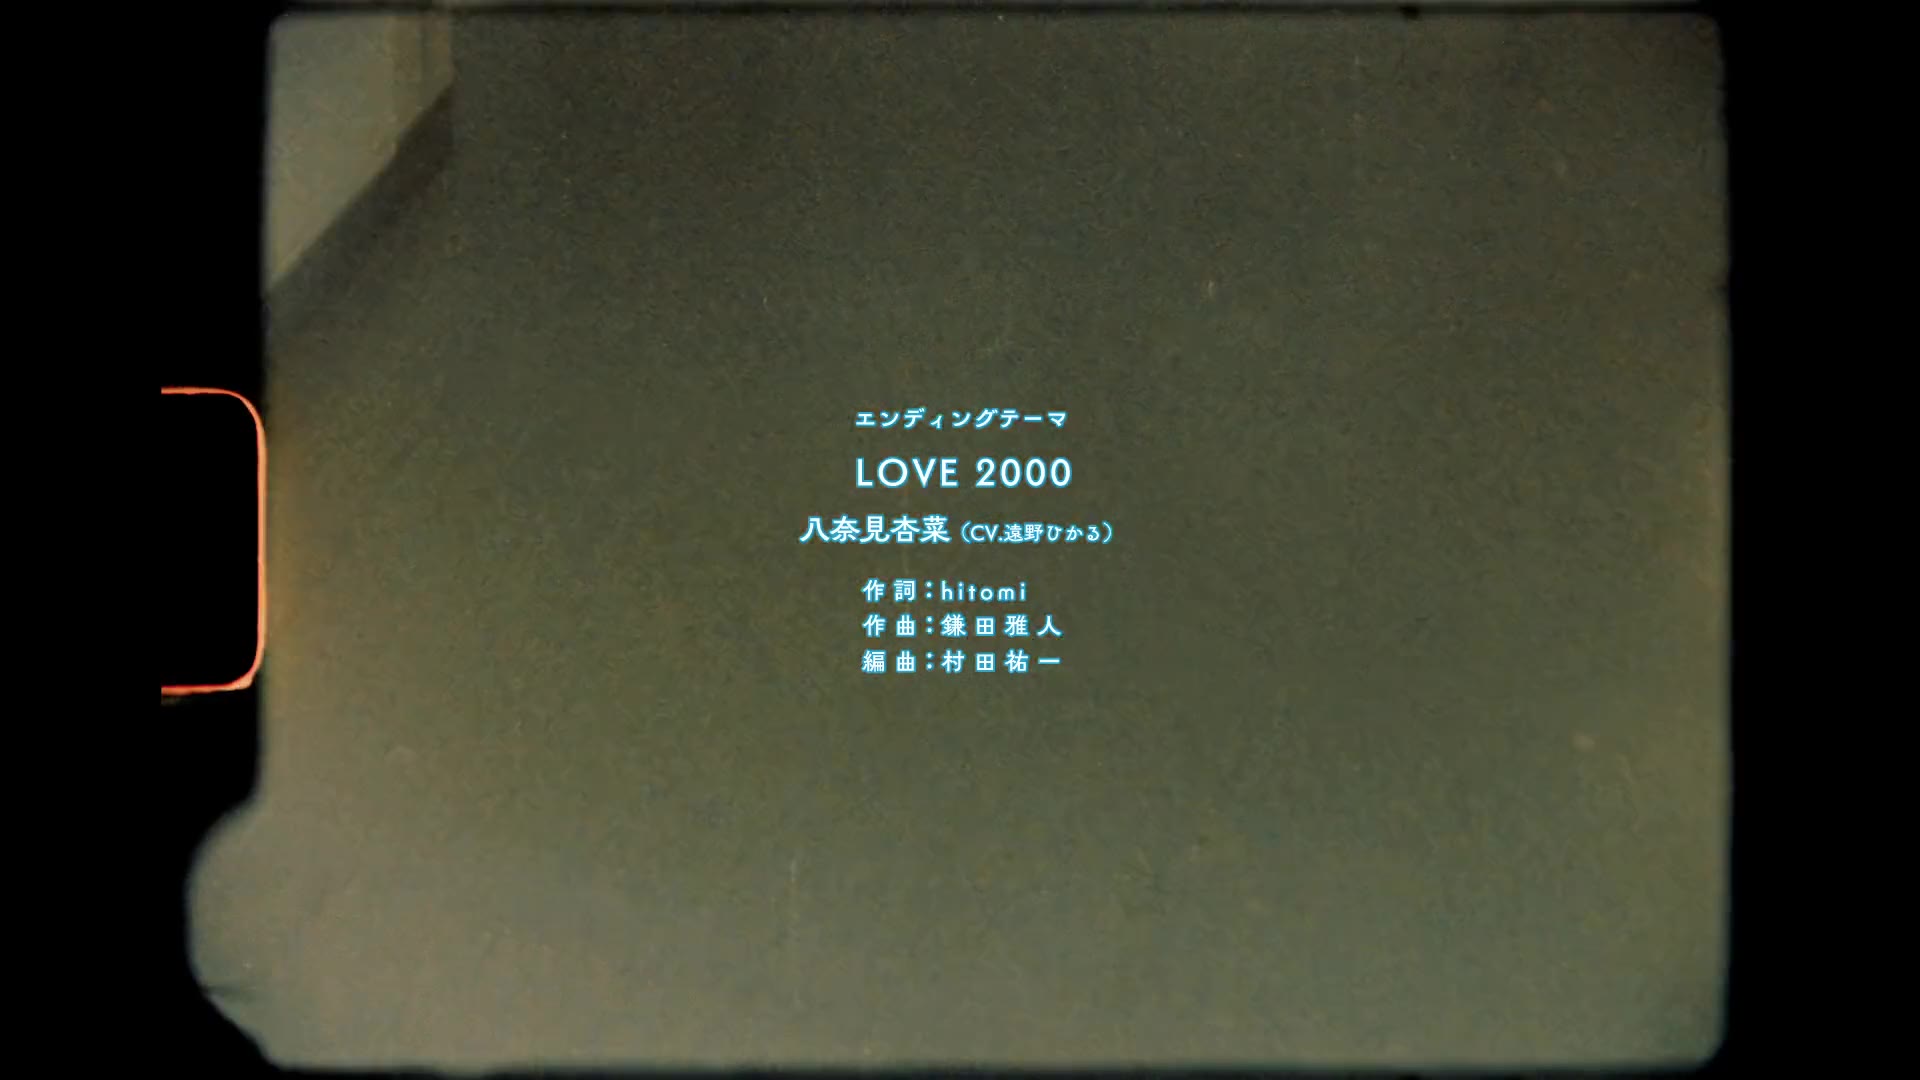 エンディングテーマ
LOVE 2000
八奈見杏菜（CV.遠野ひかる）
作詞：hitomi
作曲：鎌田雅人
編曲：村田祐一